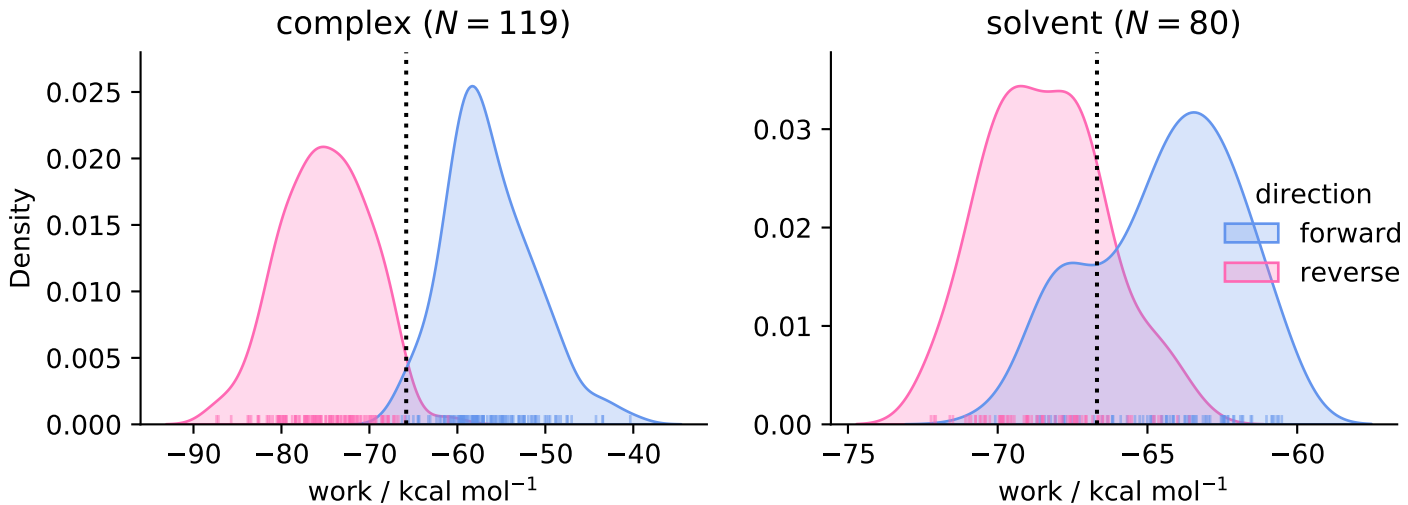 complex (N = 119)
Density
0.025
0.020
0.015
0.010
0.005
0.000
−90 −80 −70 −60 −50 −40
work / kcal mol⁻¹
solvent (N = 80)
0.03
0.02
0.01
0.00
−75 −70 −65 −60
work / kcal mol⁻¹
direction
forward
reverse